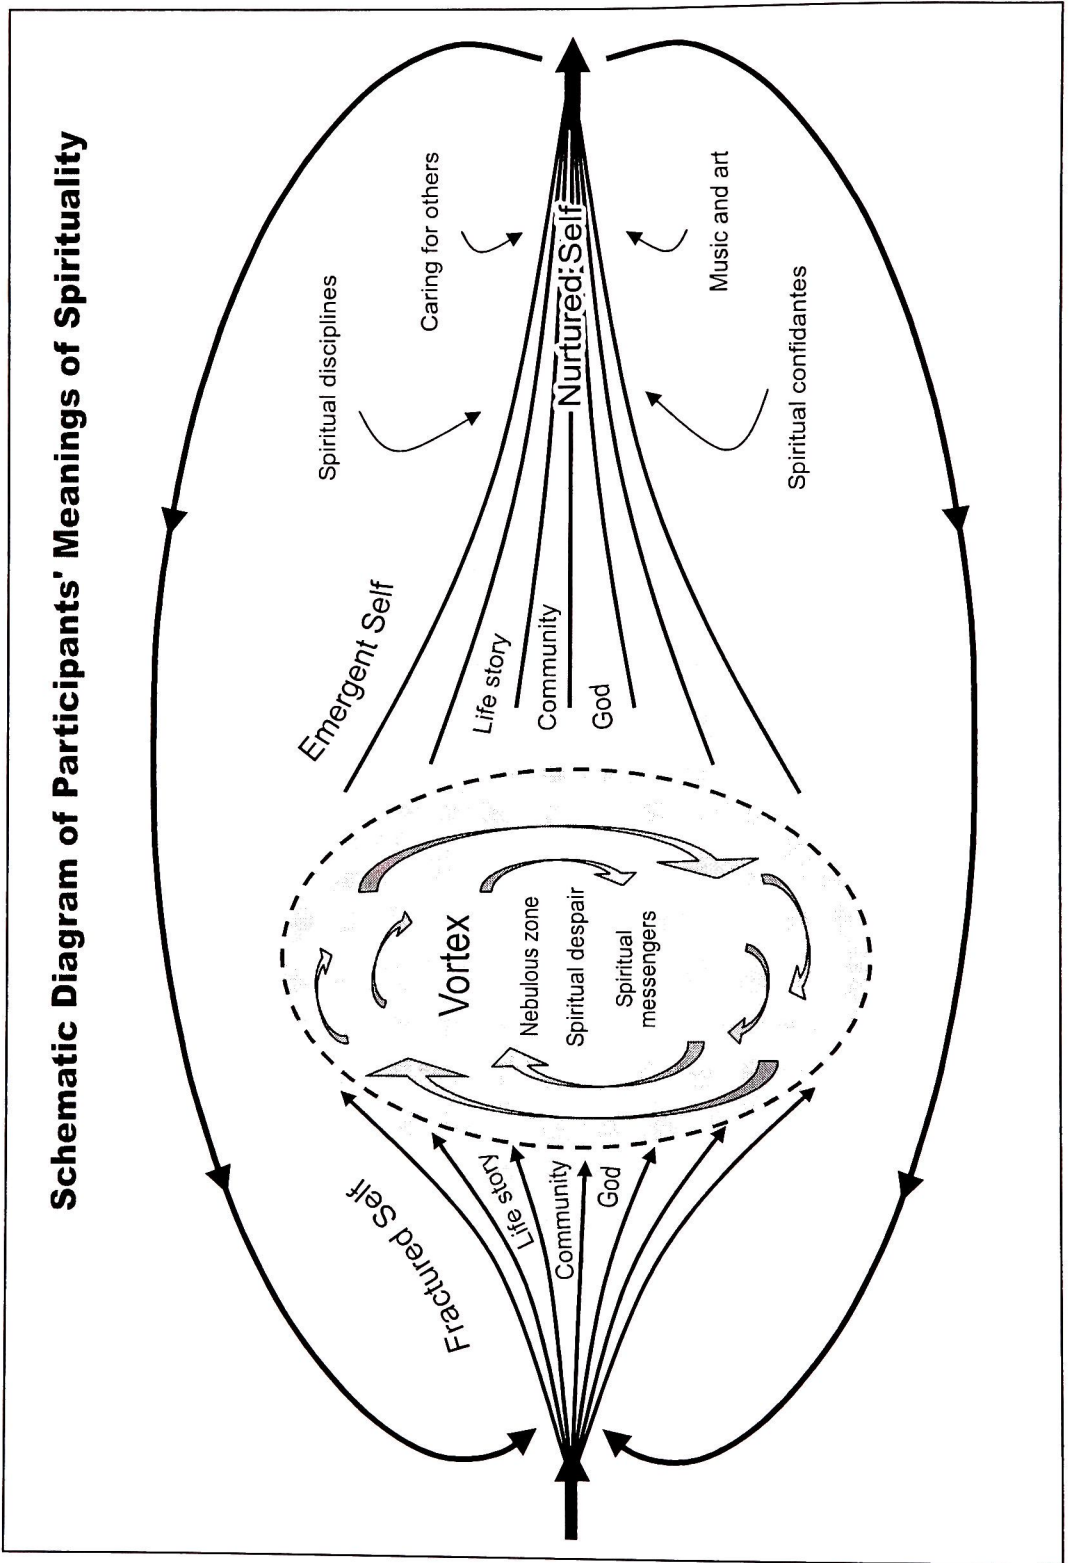 Schematic Diagram of Participants' Meanings of Spirituality
Fractured Self
Life story
Community
God
Vortex
Nebulous zone
Spiritual despair
Spiritual
messengers
Emergent Self
Life story
Community
God
Nurtured Self
Spiritual disciplines
Caring for others
Music and art
Spiritual confidantes